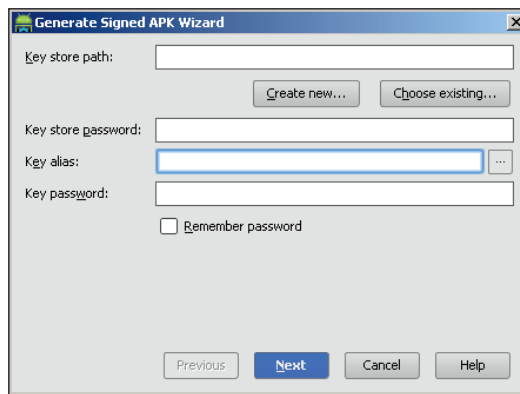 Generate Signed APK Wizard
Key store path:
Create new... Choose existing...
Key store password:
Key alias:
...
Key password:
Remember password
Previous Next Cancel Help